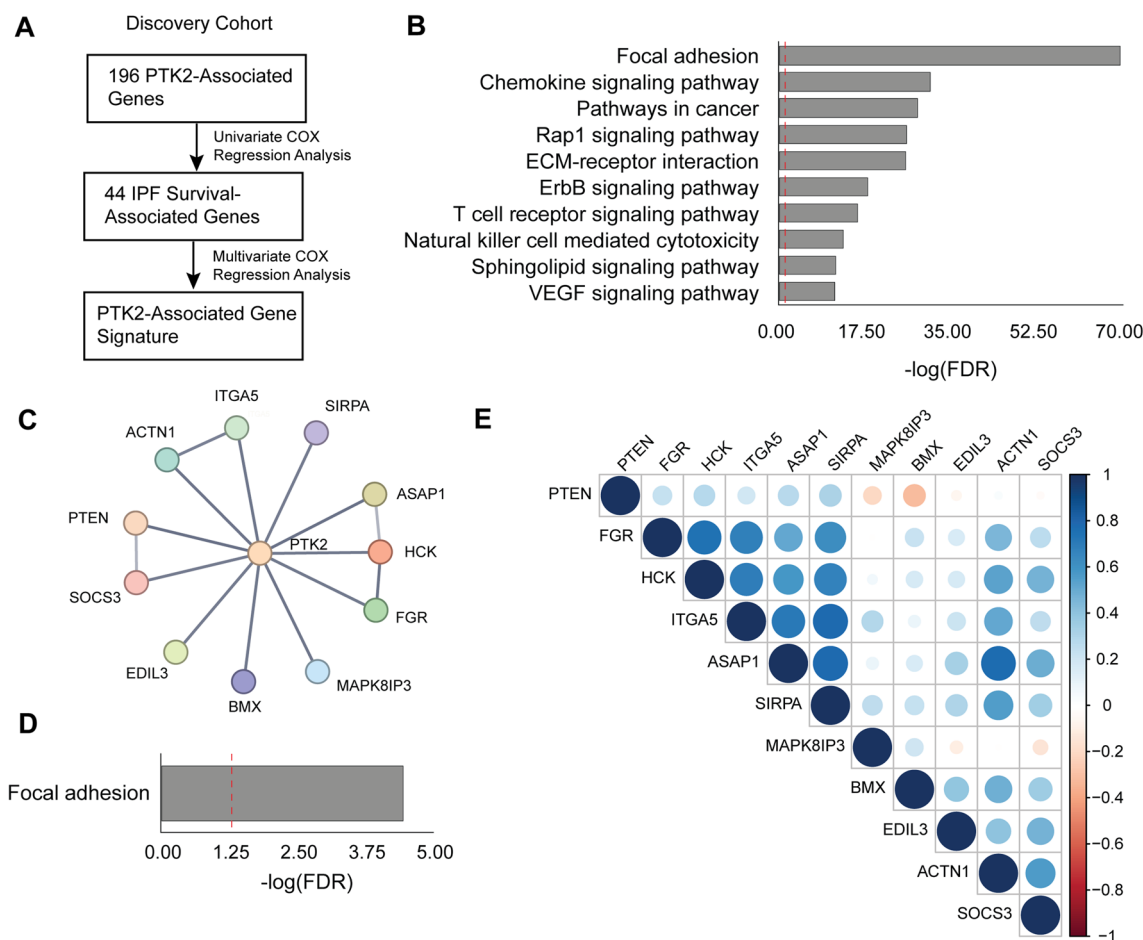 A
Discovery Cohort
196 PTK2-Associated
Genes
Univariate COX
Regression Analysis
44 IPF Survival-
Associated Genes
Multivariate COX
Regression Analysis
PTK2-Associated Gene
Signature
B
Focal adhesion
Chemokine signaling pathway
Pathways in cancer
Rap1 signaling pathway
ECM-receptor interaction
ErbB signaling pathway
T cell receptor signaling pathway
Natural killer cell mediated cytotoxicity
Sphingolipid signaling pathway
VEGF signaling pathway
0.00 17.50 35.00 52.50 70.00
-log(FDR)
C
ITGA5
SIRPA
ACTN1
ASAP1
PTEN
PTK2
HCK
SOCS3
FGR
EDIL3
MAPK8IP3
BMX
D
Focal adhesion
0.00 1.25 2.50 3.75 5.00
-log(FDR)
E
PTEN FGR HCK ITGA5 ASAP1 SIRPA MAPK8IP3 BMX EDIL3 ACTN1 SOCS3
PTEN
FGR
HCK
ITGA5
ASAP1
SIRPA
MAPK8IP3
BMX
EDIL3
ACTN1
SOCS3
1
0.8
0.6
0.4
0.2
0
−0.2
−0.4
−0.6
−0.8
−1